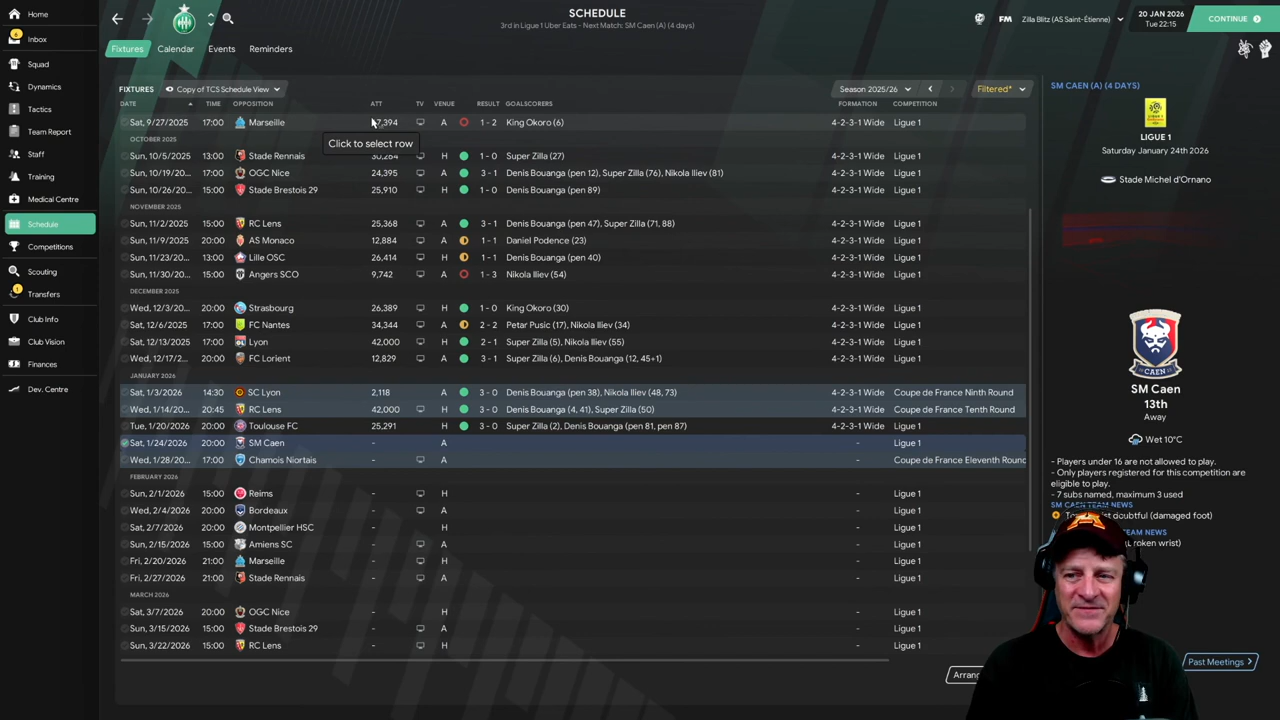 Home
SCHEDULE
3rd in Ligue 1 Uber Eats - Next Match: SM Caen (A) (4 days)
FM Zilla Blitz (AS Saint-Étienne)
20 JAN 2026
Tue 22:15
CONTINUE
6
Inbox
Squad
Dynamics
Tactics
Team Report
Staff
Training
Medical Centre
Schedule
Competitions
Scouting
1
Transfers
Club Info
Club Vision
Finances
Dev. Centre
Fixtures Calendar Events Reminders
FIXTURES Copy of TCS Schedule View Season 2025/26 Filtered*
DATE TIME OPPOSITION ATT TV VENUE RESULT GOALSCORERS FORMATION COMPETITION
Sat, 9/27/2025 17:00 Marseille 7,394 A 1 - 2 King Okoro (6) 4-2-3-1 Wide Ligue 1
OCTOBER 2025
Click to select row
Sun, 10/5/2025 13:00 Stade Rennais 30,284 H 1 - 0 Super Zilla (27) 4-2-3-1 Wide Ligue 1
Sun, 10/19/20... 17:00 OGC Nice 24,395 A 3 - 1 Denis Bouanga (pen 12), Super Zilla (76), Nikola Iliev (81) 4-2-3-1 Wide Ligue 1
Sun, 10/26/20... 15:00 Stade Brestois 29 25,910 H 1 - 0 Denis Bouanga (pen 89) 4-2-3-1 Wide Ligue 1
NOVEMBER 2025
Sun, 11/2/2025 15:00 RC Lens 25,368 A 3 - 1 Denis Bouanga (pen 47), Super Zilla (71, 88) 4-2-3-1 Wide Ligue 1
Sun, 11/9/2025 20:00 AS Monaco 12,884 A 1 - 1 Daniel Podence (23) 4-2-3-1 Wide Ligue 1
Sun, 11/23/20... 13:00 Lille OSC 26,414 H 1 - 1 Denis Bouanga (pen 40) 4-2-3-1 Wide Ligue 1
Sun, 11/30/20... 15:00 Angers SCO 9,742 A 1 - 3 Nikola Iliev (54) 4-2-3-1 Wide Ligue 1
DECEMBER 2025
Wed, 12/3/20... 20:00 Strasbourg 26,389 H 1 - 0 King Okoro (30) 4-2-3-1 Wide Ligue 1
Sat, 12/6/2025 17:00 FC Nantes 34,344 A 2 - 2 Petar Pusic (17), Nikola Iliev (34) 4-2-3-1 Wide Ligue 1
Sat, 12/13/2025 17:00 Lyon 42,000 H 2 - 1 Super Zilla (5), Nikola Iliev (55) 4-2-3-1 Wide Ligue 1
Wed, 12/17/2... 20:00 FC Lorient 12,829 A 3 - 1 Super Zilla (6), Denis Bouanga (12, 45+1) 4-2-3-1 Wide Ligue 1
JANUARY 2026
Sat, 1/3/2026 14:30 SC Lyon 2,118 A 3 - 0 Denis Bouanga (pen 38), Nikola Iliev (48, 73) 4-2-3-1 Wide Coupe de France Ninth Round
Wed, 1/14/20... 20:45 RC Lens 42,000 H 3 - 0 Denis Bouanga (4, 41), Super Zilla (50) 4-2-3-1 Wide Coupe de France Tenth Round
Tue, 1/20/2026 20:00 Toulouse FC 25,291 H 3 - 0 Super Zilla (2), Denis Bouanga (pen 81, pen 87) 4-2-3-1 Wide Ligue 1
Sat, 1/24/2026 20:00 SM Caen - A - Ligue 1
Wed, 1/28/20... 17:00 Chamois Niortais - A - Coupe de France Eleventh Round
FEBRUARY 2026
Sun, 2/1/2026 15:00 Reims - H - Ligue 1
Wed, 2/4/2026 20:00 Bordeaux - A - Ligue 1
Sat, 2/7/2026 20:00 Montpellier HSC - H - Ligue 1
Sun, 2/15/2026 15:00 Amiens SC - A - Ligue 1
Fri, 2/20/2026 21:00 Marseille - H - Ligue 1
Fri, 2/27/2026 21:00 Stade Rennais - A - Ligue 1
MARCH 2026
Sat, 3/7/2026 20:00 OGC Nice - H - Ligue 1
Sun, 3/15/2026 15:00 Stade Brestois 29 - A - Ligue 1
Sun, 3/22/2026 15:00 RC Lens - H - Ligue 1
Arran
SM CAEN (A) (4 DAYS)
LIGUE 1
Saturday January 24th 2026
Stade Michel d'Ornano
CAEN
SM Caen
13th
Away
Wet 10°C
- Players under 16 are not allowed to play.
- Only players registered for this competition are
eligible to play.
- 7 subs named, maximum 3 used
SM CAEN TEAM NEWS
doubtful (damaged foot)
TEAM NEWS
roken wrist)
Past Meetings